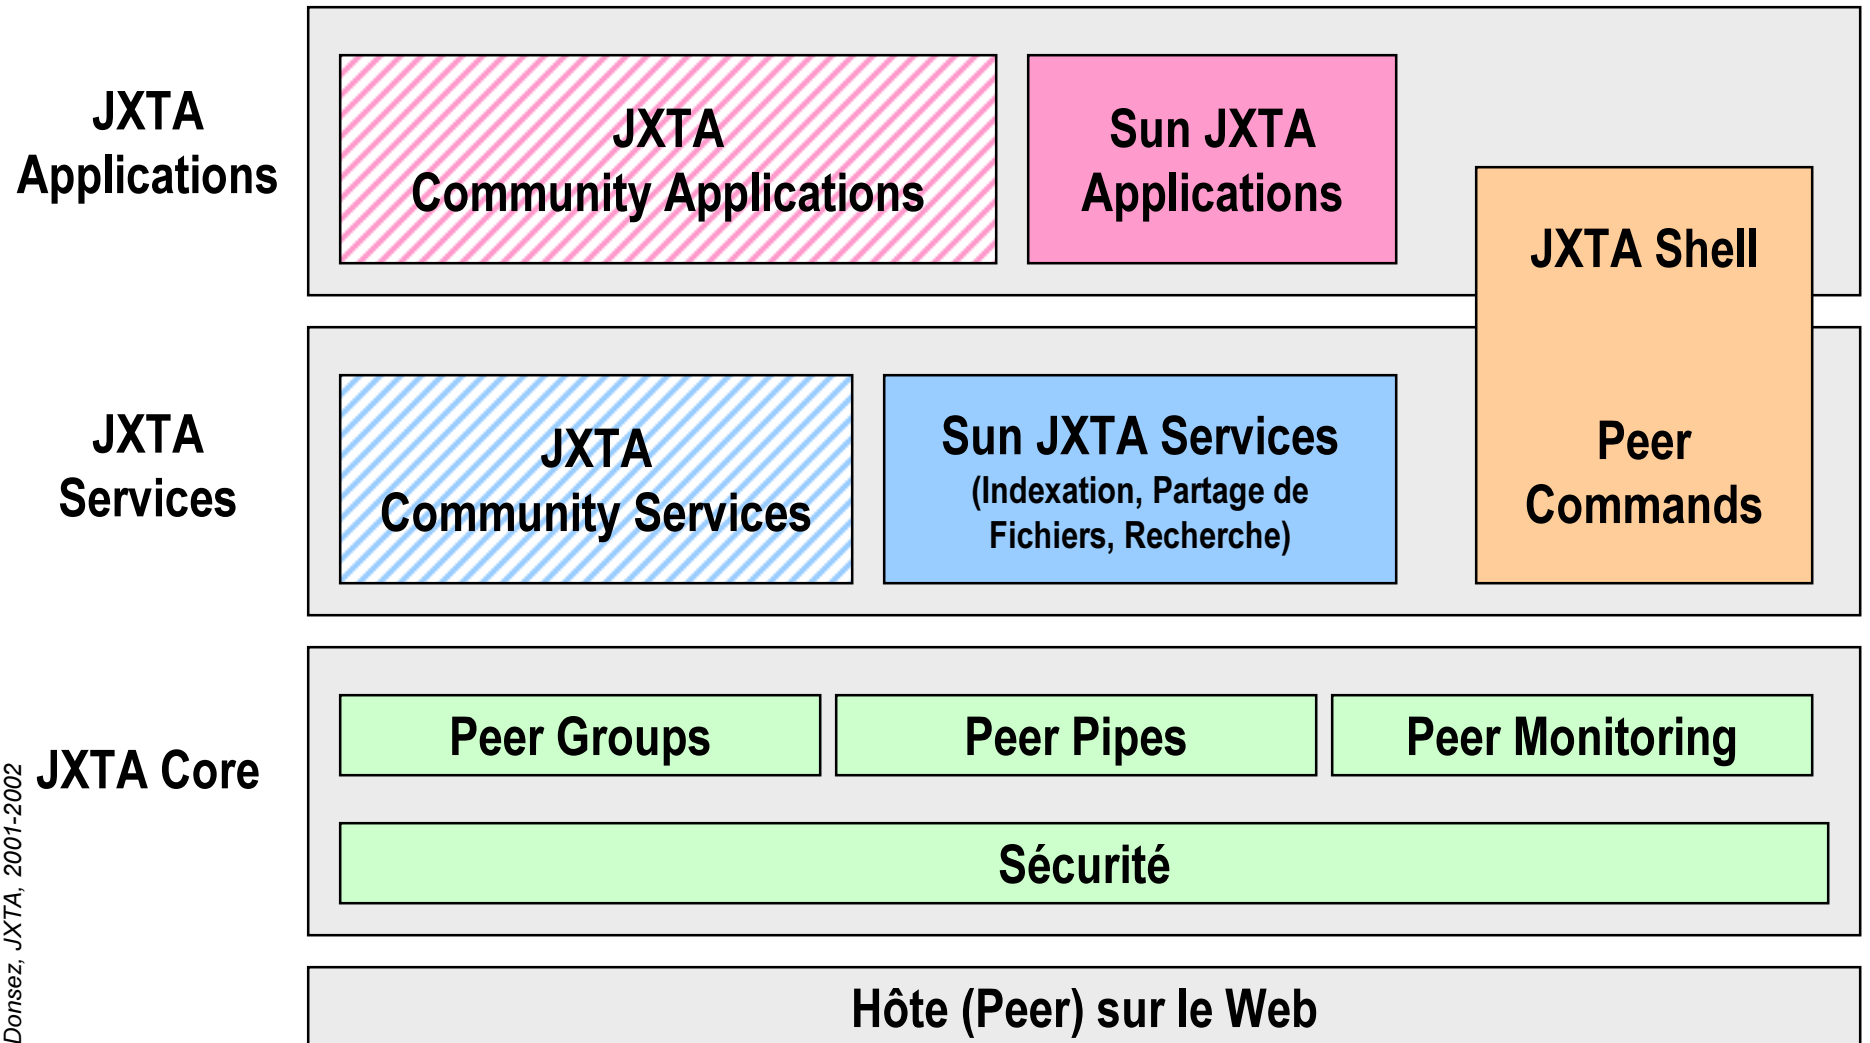 JXTA
Applications
JXTA
Community Applications
Sun JXTA
Applications
JXTA Shell
JXTA
Services
JXTA
Community Services
Sun JXTA Services
(Indexation, Partage de
Fichiers, Recherche)
Peer
Commands
JXTA Core
Peer Groups
Peer Pipes
Peer Monitoring
Sécurité
Hôte (Peer) sur le Web
Donsez, JXTA, 2001-2002